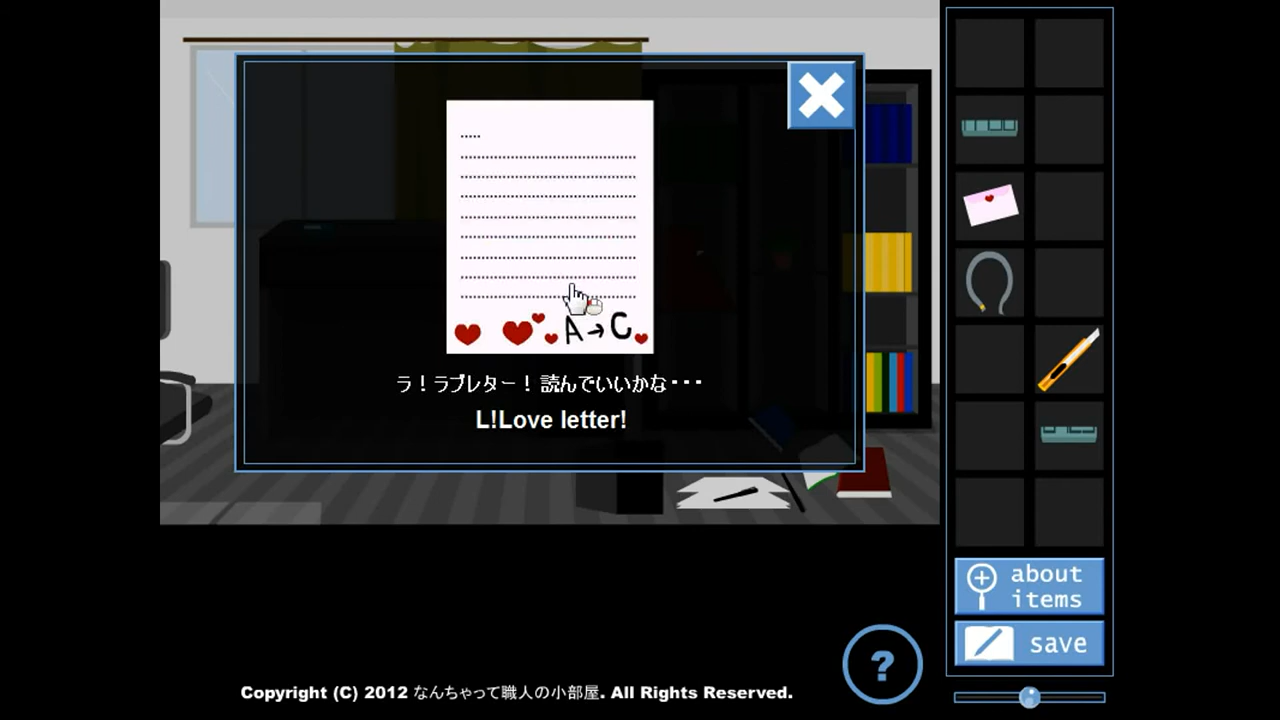 A→C
ラ！ラブレター！読んでいいかな･･･
L!Love letter!
about
items
save
?
Copyright (C) 2012 なんちゃって職人の小部屋. All Rights Reserved.